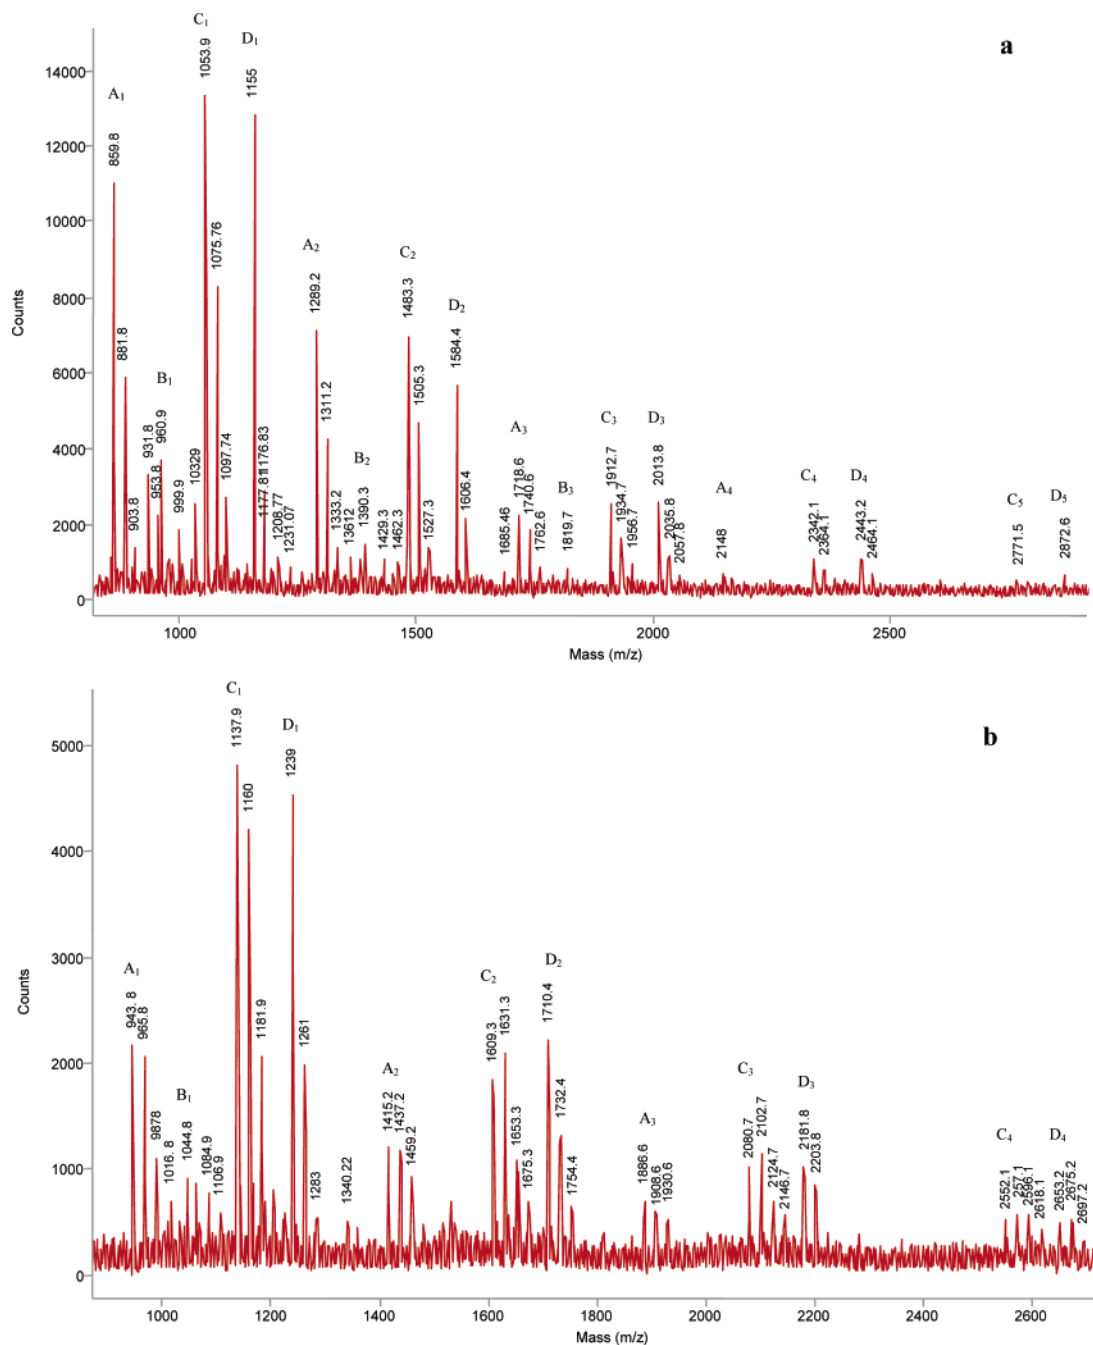 a
C₁
1053.9
D₁
1155
A₁
859.8
1075.76
881.8
B₁
960.9
931.8
953.8
903.8
999.9
10329
1097.74
1176.83
1177.81
1208.77
1231.07
A₂
1289.2
1311.2
1333.2
13612
B₂
1390.3
1429.3
1462.3
C₂
1483.3
1505.3
1527.3
D₂
1584.4
1606.4
1685.46
A₃
1718.6
1740.6
1762.6
B₃
1819.7
C₃
1912.7
1934.7
1956.7
D₃
2013.8
2035.8
2057.8
A₄
2148
C₄
2342.1
2364.1
D₄
2443.2
2464.1
C₅
2771.5
D₅
2872.6
14000
12000
10000
8000
6000
4000
2000
0
Counts
1000 1500 2000 2500
Mass (m/z)
b
C₁
1137.9
1160
1181.9
D₁
1239
1261
1283
A₁
943. 8
965.8
9878
1016. 8
B₁
1044.8
1084.9
1106.9
1340.22
A₂
1415.2
1437.2
1459.2
C₂
1609.3
1631.3
1653.3
1675.3
D₂
1710.4
1732.4
1754.4
A₃
1886.6
1908.6
1930.6
C₃
2080.7
2102.7
2124.7
2146.7
D₃
2181.8
2203.8
C₄
2552.1
257.1
2596.1
2618.1
D₄
2653.2
2675.2
2697.2
5000
4000
3000
2000
1000
0
Counts
1000 1200 1400 1600 1800 2000 2200 2400 2600
Mass (m/z)